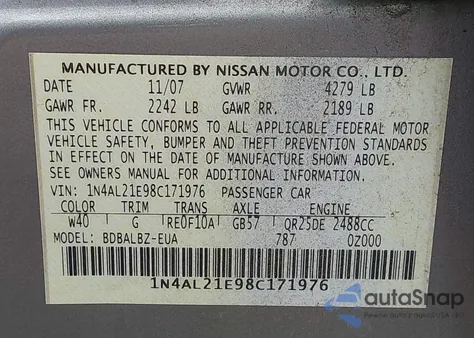 MANUFACTURED BY NISSAN MOTOR CO., LTD.
DATE 11/07 GVWR 4279 LB
GAWR FR. 2242 LB GAWR RR. 2189 LB
THIS VEHICLE CONFORMS TO ALL APPLICABLE FEDERAL MOTOR
VEHICLE SAFETY, BUMPER AND THEFT PREVENTION STANDARDS
IN EFFECT ON THE DATE OF MANUFACTURE SHOWN ABOVE.
SEE OWNERS MANUAL FOR ADDITIONAL INFORMATION.
VIN: 1N4AL21E98C171976 PASSENGER CAR
COLOR TRIM TRANS AXLE ENGINE
W40 G RE0F10A GB57 QR25DE 2488CC
MODEL: BDBALBZ-EUA 787 0Z000
1N4AL21E98C171976
autoSnap